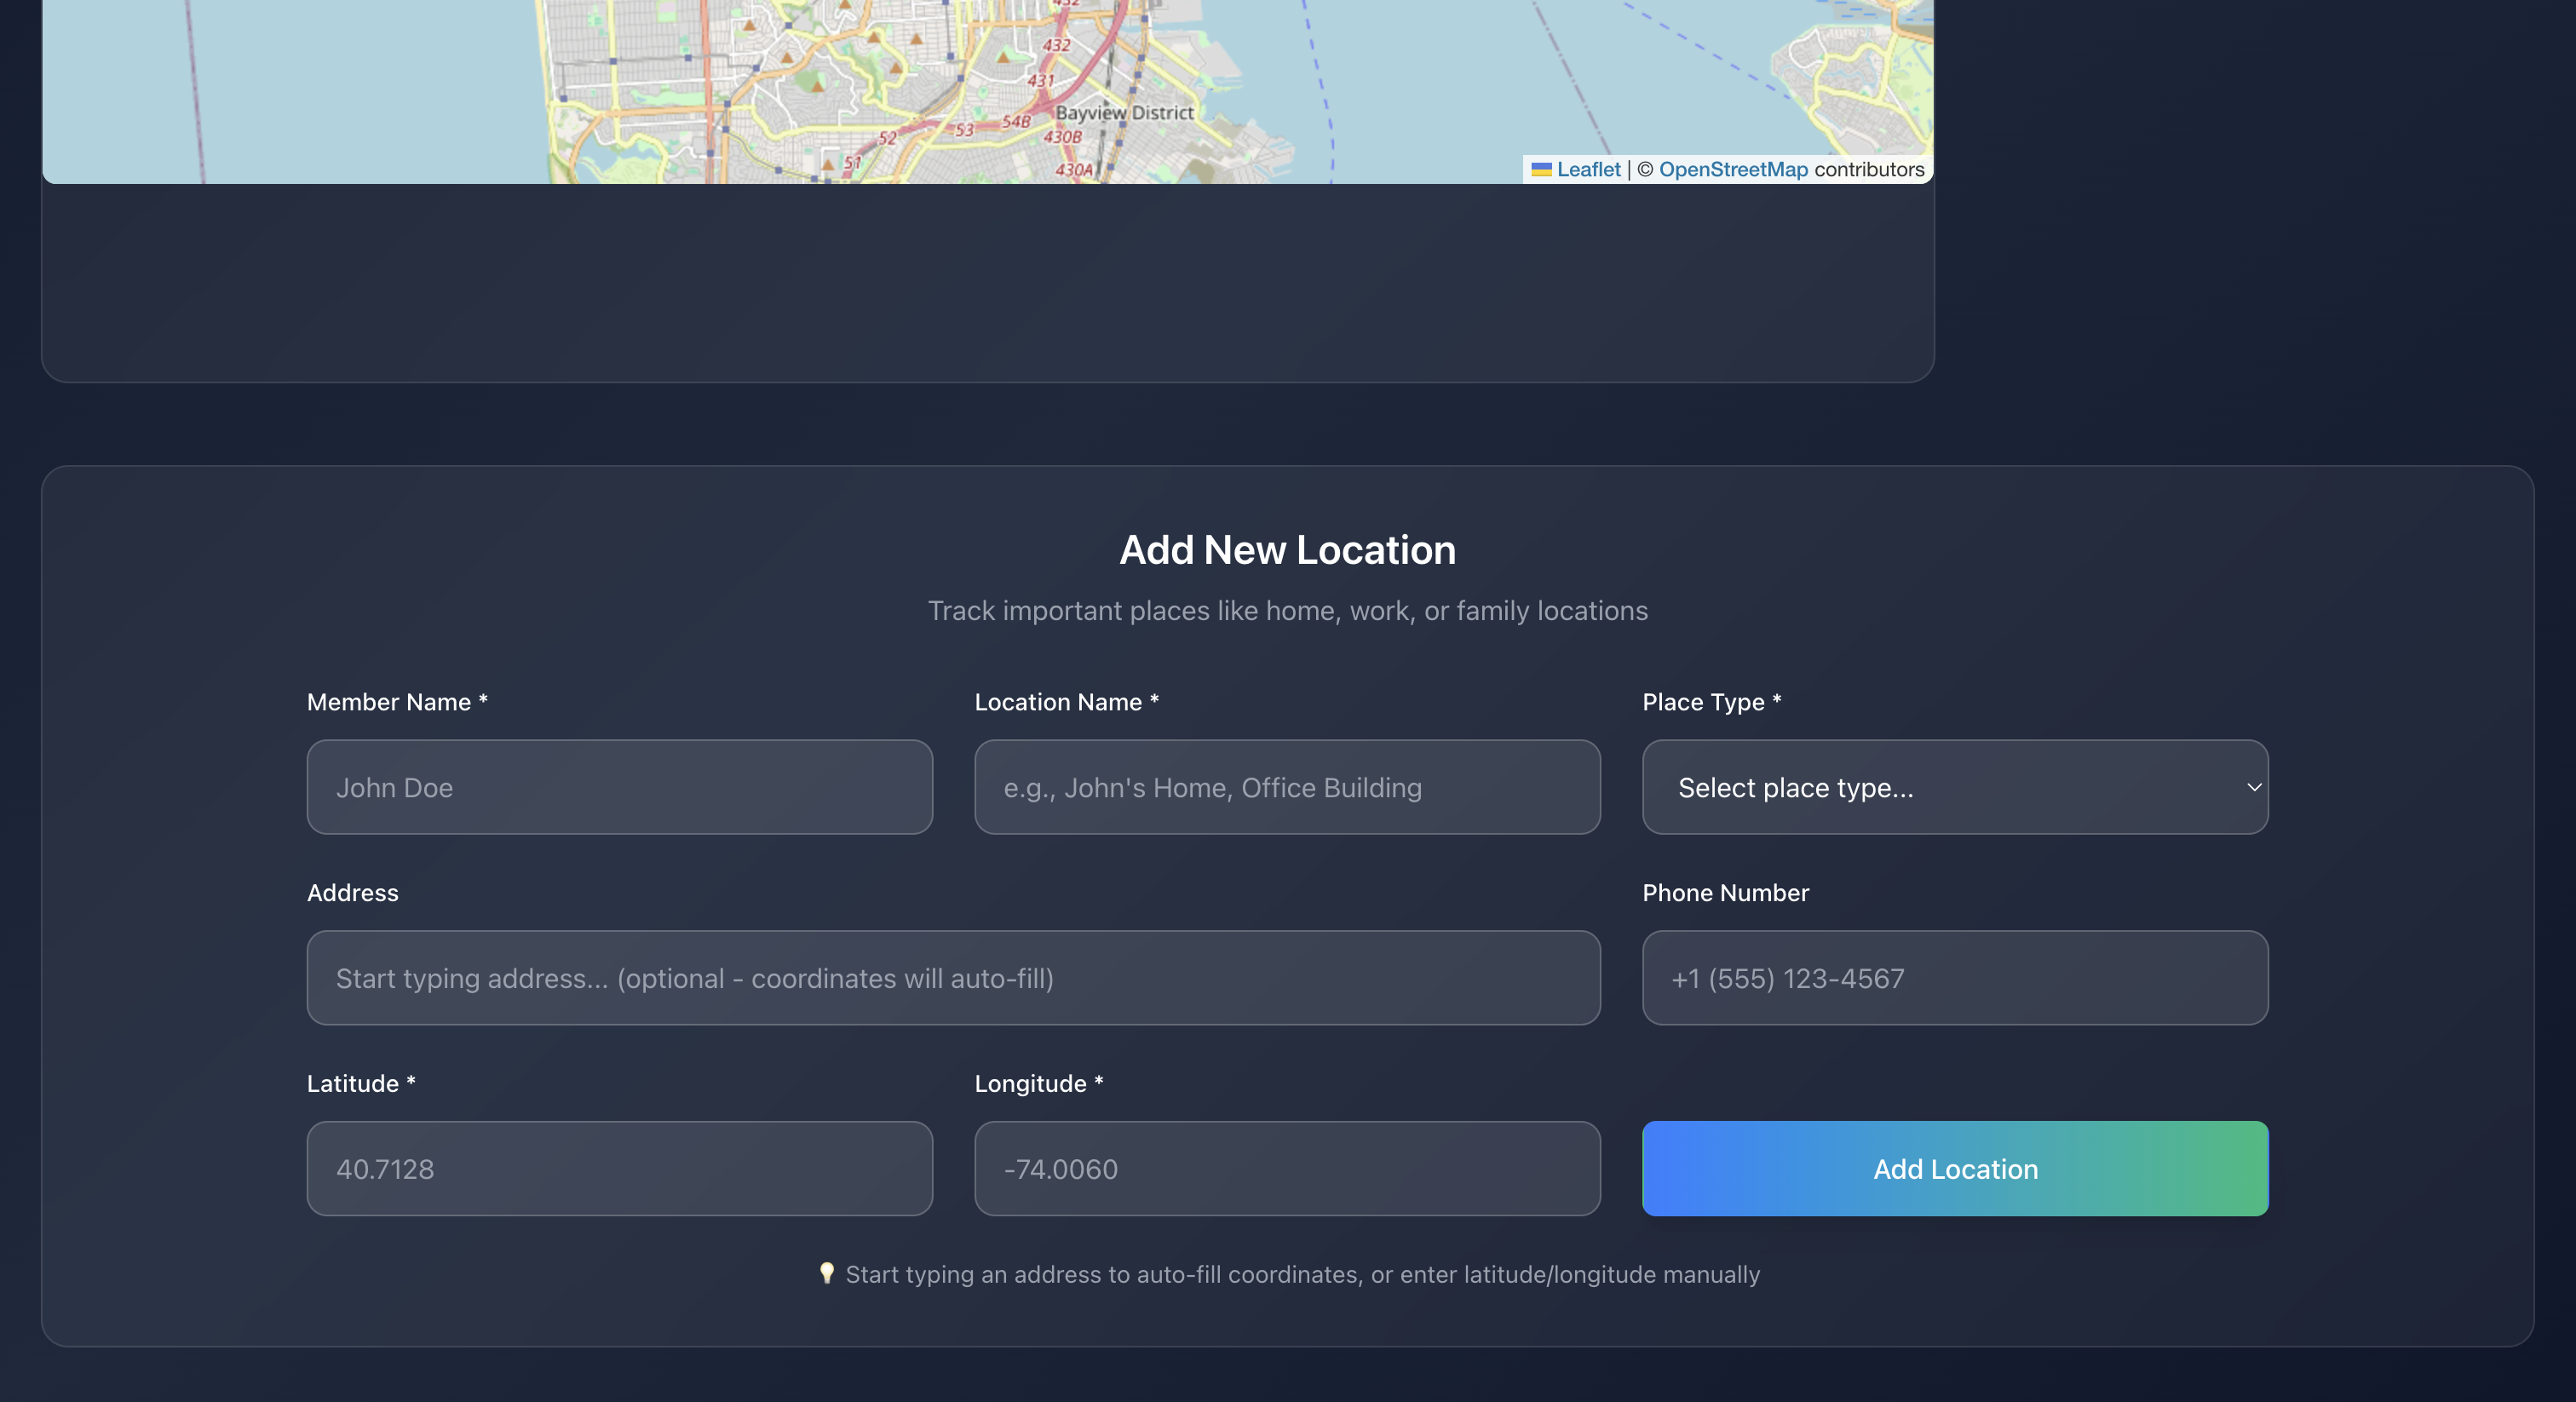 432
432
431
Bayview District
54B
53
52
430B
51
430A
Leaflet | © OpenStreetMap contributors
Add New Location
Track important places like home, work, or family locations
Member Name *
Location Name *
Place Type *
John Doe
e.g., John's Home, Office Building
Select place type...
Address
Phone Number
Start typing address... (optional - coordinates will auto-fill)
+1 (555) 123-4567
Latitude *
Longitude *
40.7128
-74.0060
Add Location
Start typing an address to auto-fill coordinates, or enter latitude/longitude manually